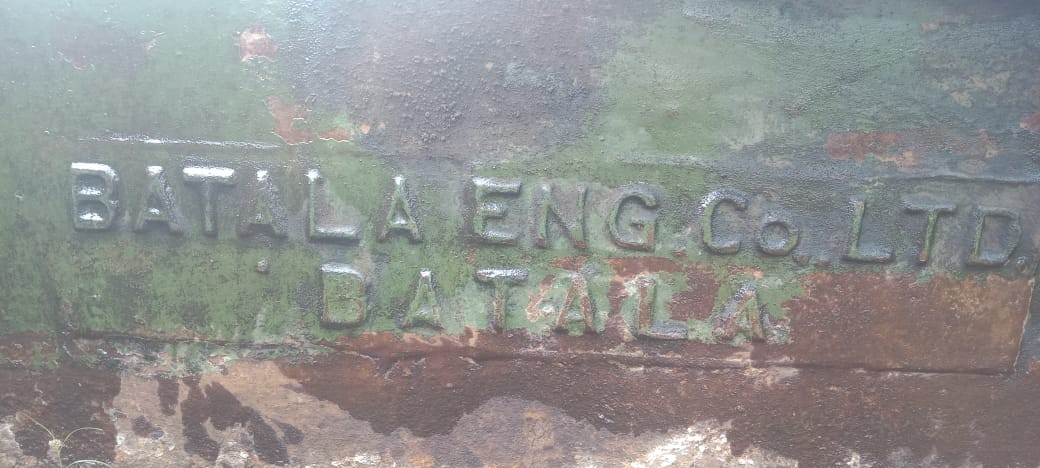 BATALA ENG. Co. LTD.
BATALA